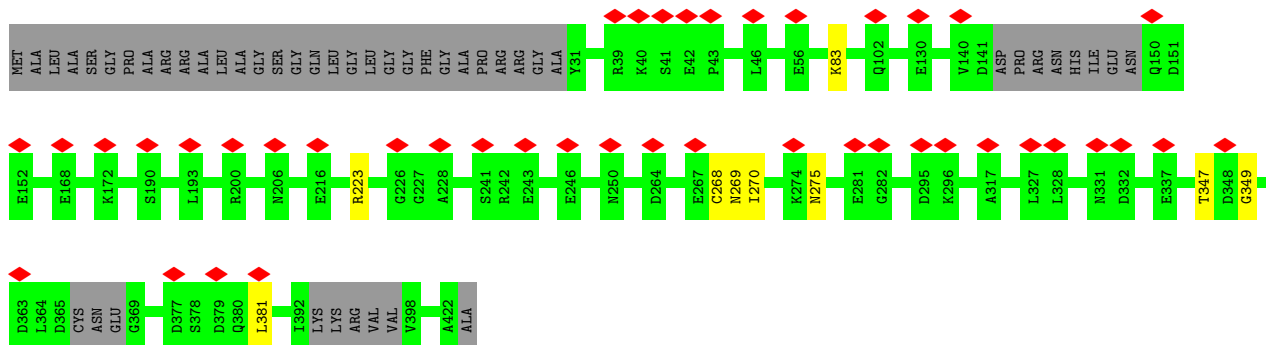 MET ALA LEU ALA ALA SER GLY PRO ALA ARG ARG ALA LEU ALA GLY SER GLY GLN LEU GLY LEU GLY GLY PHE GLY ALA PRO ARG ARG GLY ALA Y31 R39 K40 S41 E42 P43 L46 E56 K83 Q102 E130 V140 D141 ASP PRO ARG ASN HIS ILE GLU ASN Q150 D151
E152 E168 K172 S190 L193 R200 N206 E216 R223 G226 G227 A228 S241 R242 E243 E246 N250 D264 E267 C268 N269 I270 K274 N275 E281 G282 D295 K296 A317 L327 L328 N331 D332 E337 T347 D348 G349
D363 L364 D365 CYS ASN GLU G369 D377 S378 D379 Q380 L381 I392 LYS LYS ARG VAL VAL V398 A422 ALA